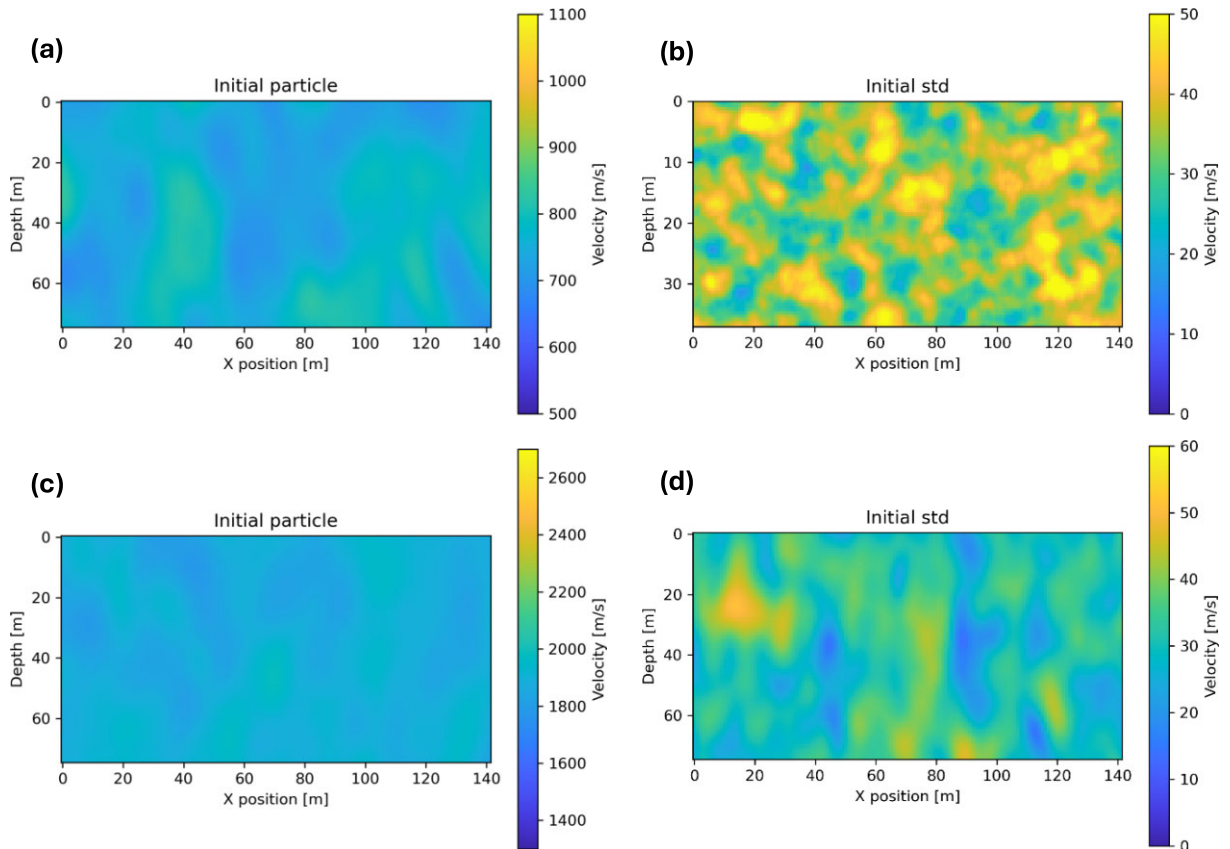 (a)
Initial particle
0
20
40
60
Depth [m]
0 20 40 60 80 100 120 140
X position [m]
1100
1000
900
800
700
600
500
Velocity [m/s]
(b)
Initial std
0
10
20
30
Depth [m]
0 20 40 60 80 100 120 140
X position [m]
50
40
30
20
10
0
Velocity [m/s]
(c)
Initial particle
0
20
40
60
Depth [m]
0 20 40 60 80 100 120 140
X position [m]
2600
2400
2200
2000
1800
1600
1400
Velocity [m/s]
(d)
Initial std
0
20
40
60
Depth [m]
0 20 40 60 80 100 120 140
X position [m]
60
50
40
30
20
10
0
Velocity [m/s]